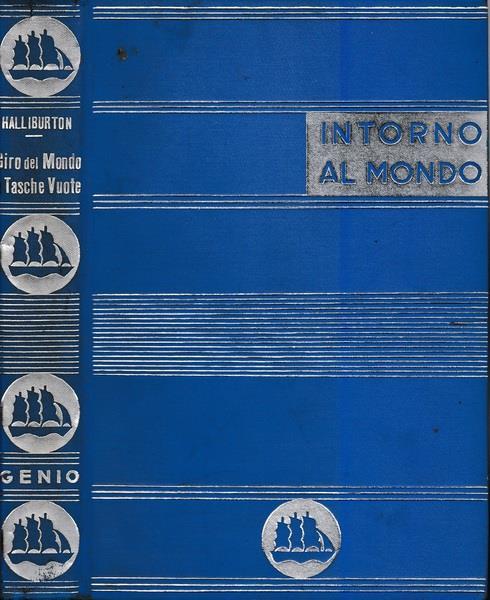 HALLIBURTON
Giro del Mondo
Tasche Vuote
GENIO
INTORNO
AL MONDO